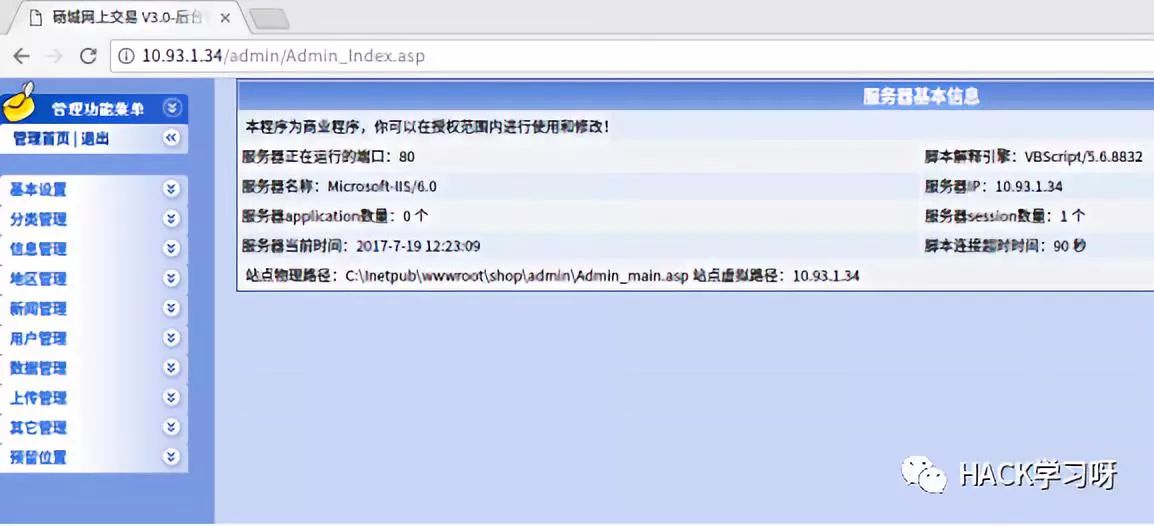 砀城网上交易 V3.0-后台
10.93.1.34/admin/Admin_Index.asp
管理功能菜单
服务器基本信息
管理首页 | 退出
本程序为商业程序，你可以在授权范围内进行使用和修改！
服务器正在运行的端口：80
脚本解释引擎：VBScript/5.6.8832
基本设置
服务器名称：Microsoft-IIS/6.0
服务器IP：10.93.1.34
分类管理
服务器application数量：0 个
服务器session数量：1 个
信息管理
服务器当前时间：2017-7-19 12:23:09
脚本连接超时时间：90 秒
地区管理
站点物理路径：C:\Inetpub\wwwroot\shop\admin\Admin_main.asp 站点虚拟路径：10.93.1.34
新闻管理
用户管理
数据管理
上传管理
其它管理
预留位置
HACK学习呀